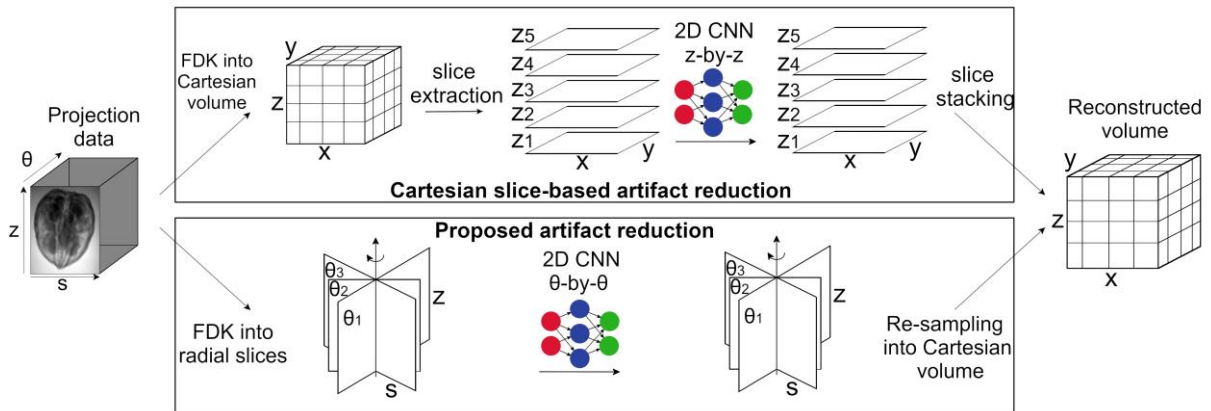 Projection
data
θ
z
s
FDK into
Cartesian
volume
y
z
x
slice
extraction
z5
z4
z3
z2
z1
x
y
2D CNN
z-by-z
z5
z4
z3
z2
z1
x
y
slice
stacking
Cartesian slice-based artifact reduction
Proposed artifact reduction
FDK into
radial slices
θ3
θ2
θ1
z
s
2D CNN
θ-by-θ
θ3
θ2
θ1
z
s
Re-sampling
into Cartesian
volume
Reconstructed
volume
y
z
x